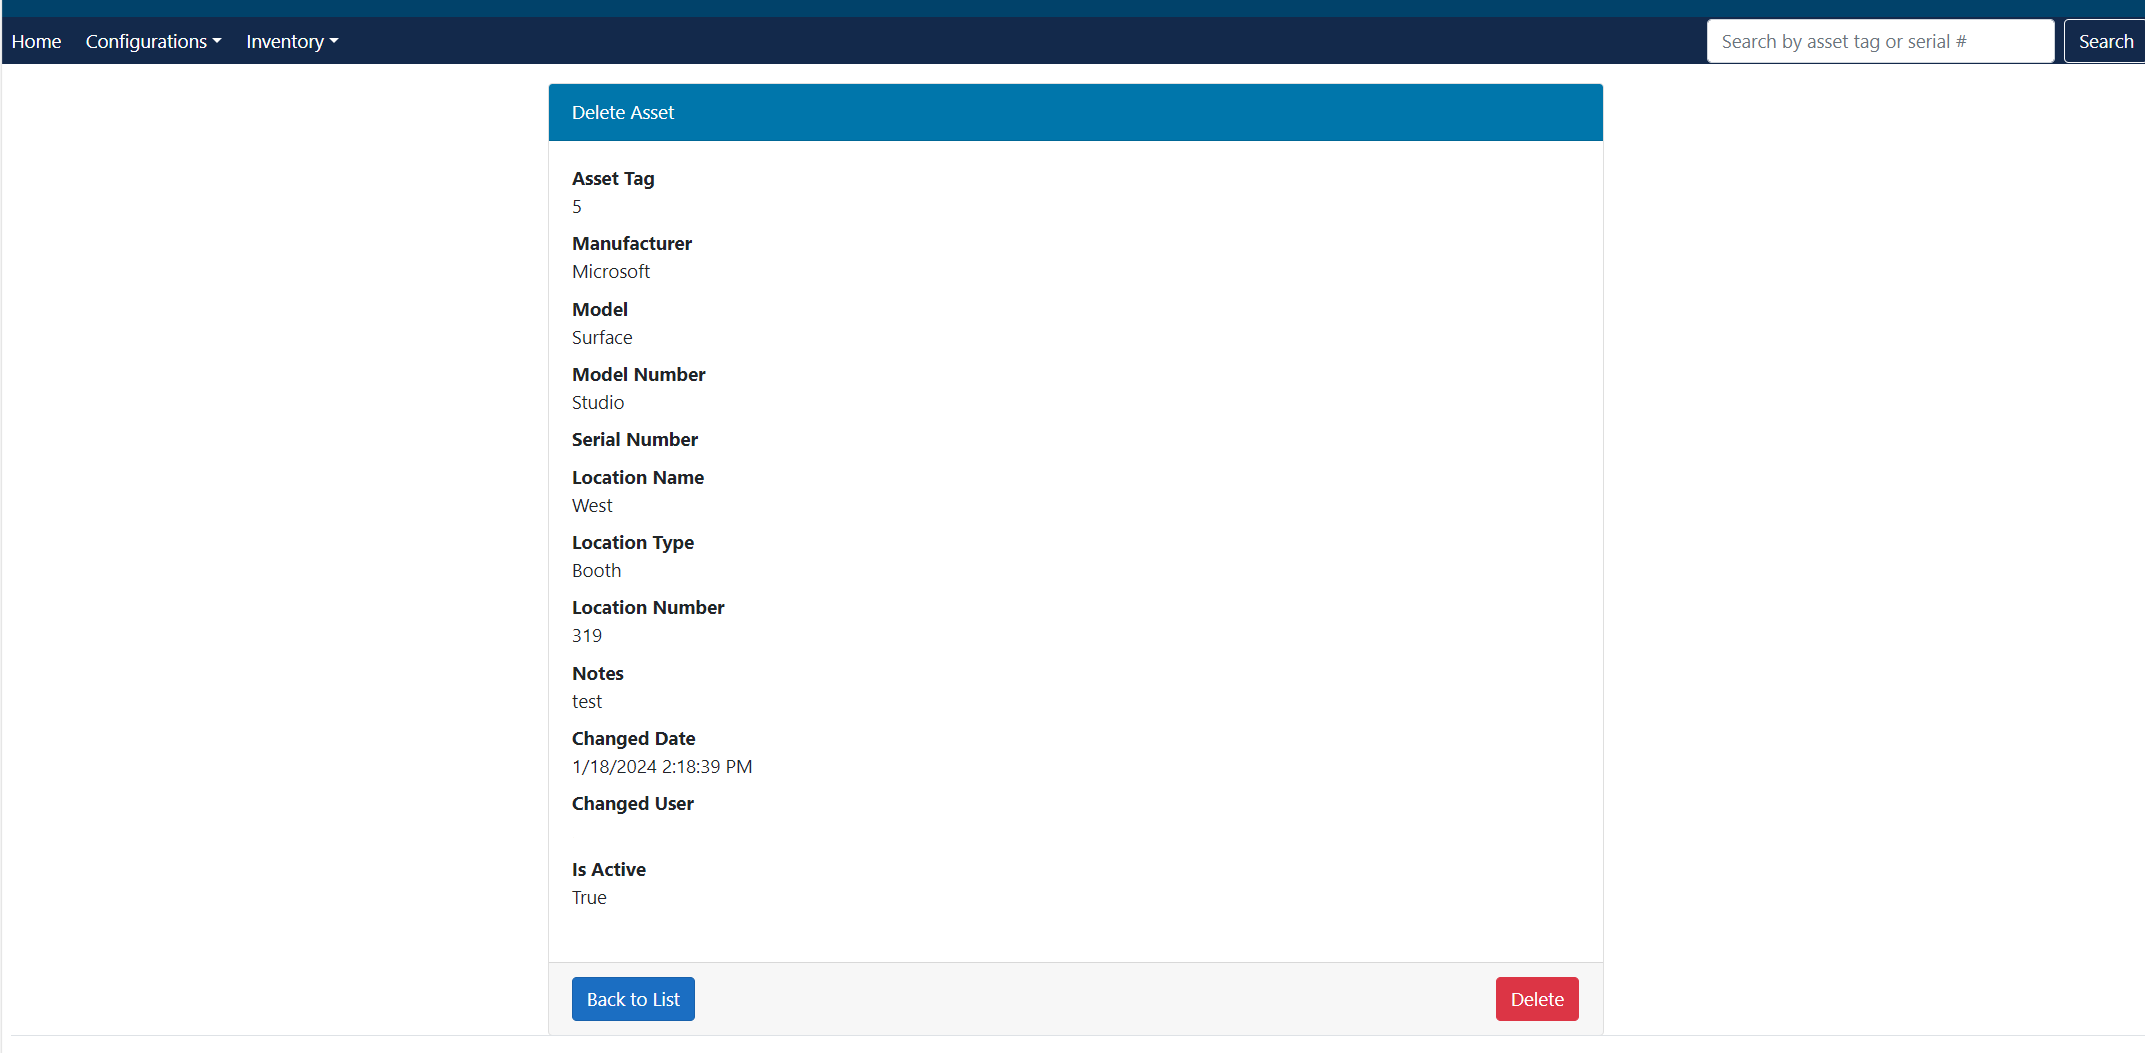 Home Configurations Inventory Search by asset tag or serial # Search
Delete Asset
Asset Tag
5
Manufacturer
Microsoft
Model
Surface
Model Number
Studio
Serial Number
Location Name
West
Location Type
Booth
Location Number
319
Notes
test
Changed Date
1/18/2024 2:18:39 PM
Changed User
Is Active
True
Back to List Delete